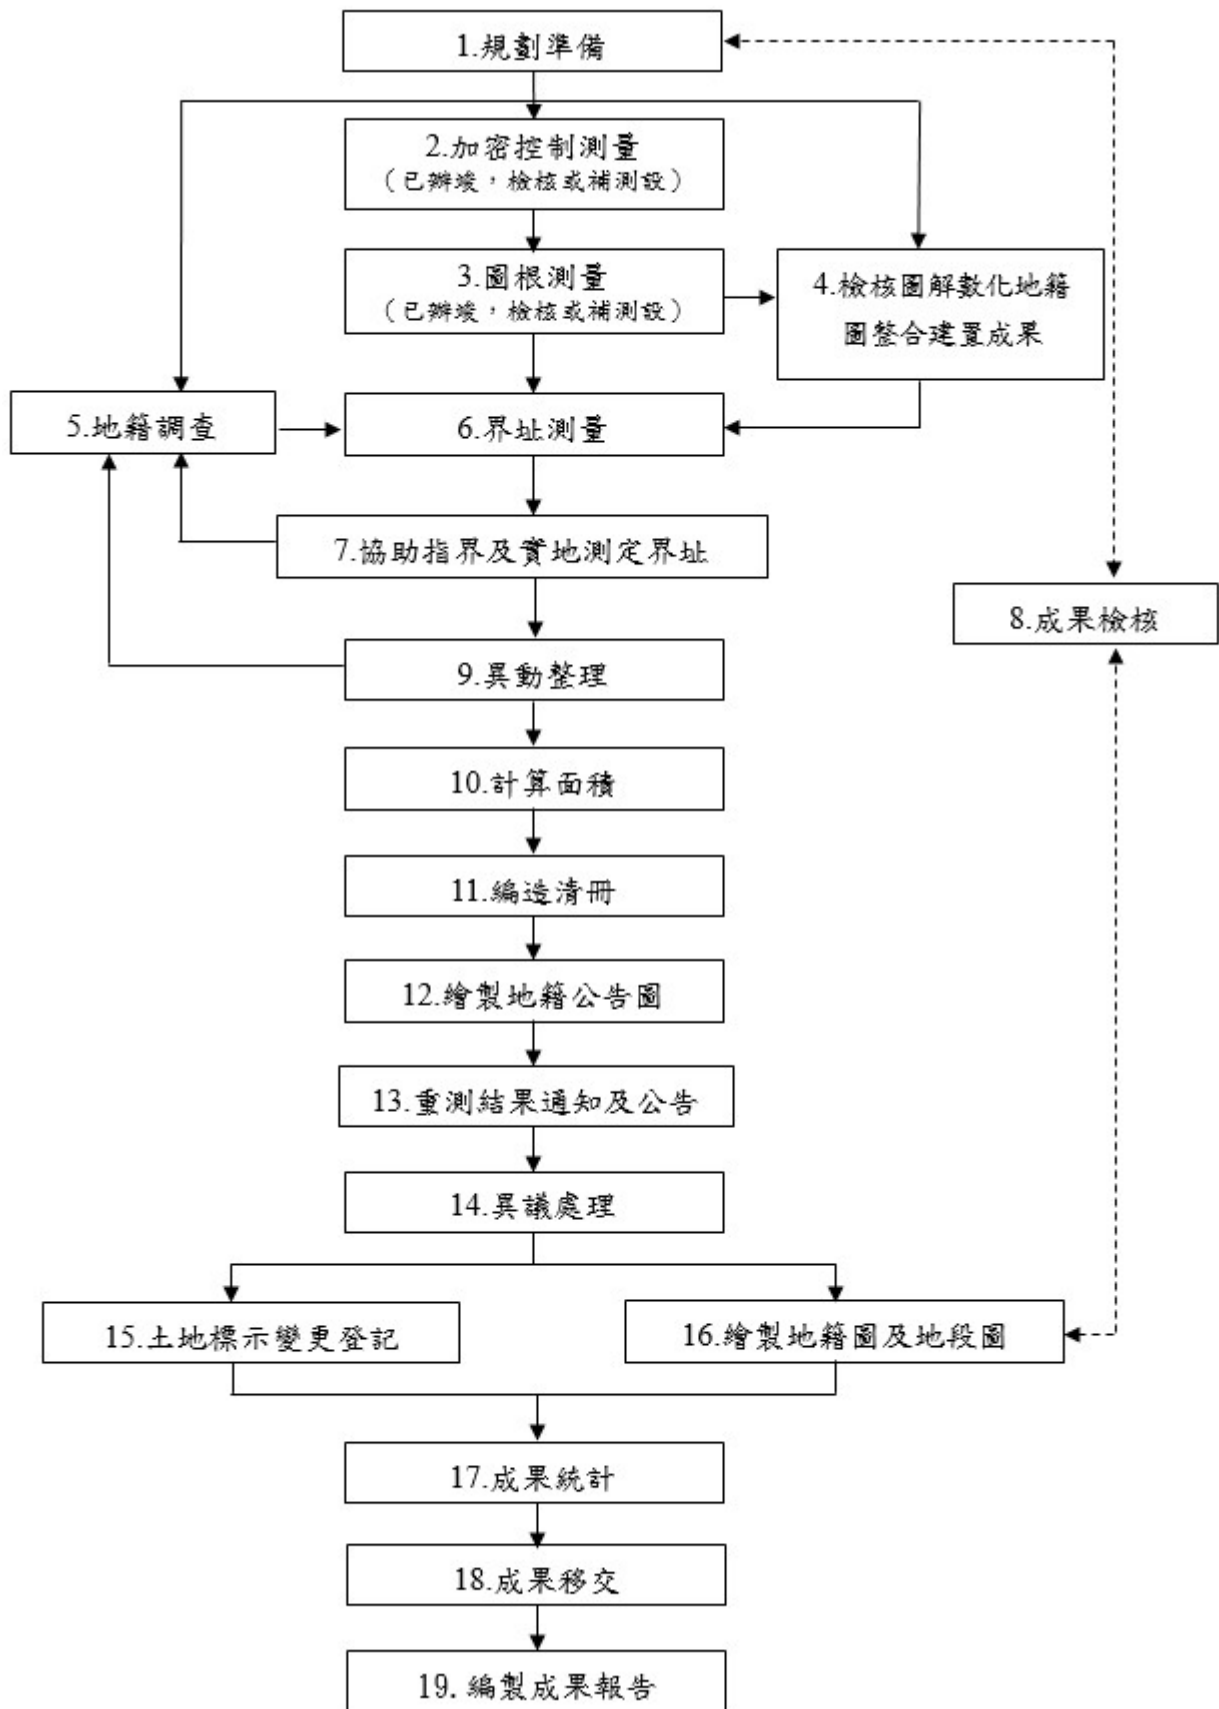 1.規劃準備
2.加密控制測量
（已辦竣，檢核或補測設）
3.圖根測量
（已辦竣，檢核或補測設）
4.檢核圖解數化地籍
圖整合建置成果
5.地籍調查
6.界址測量
7.協助指界及實地測定界址
8.成果檢核
9.異動整理
10.計算面積
11.編造清冊
12.繪製地籍公告圖
13.重測結果通知及公告
14.異議處理
15.土地標示變更登記
16.繪製地籍圖及地段圖
17.成果統計
18.成果移交
19.編製成果報告